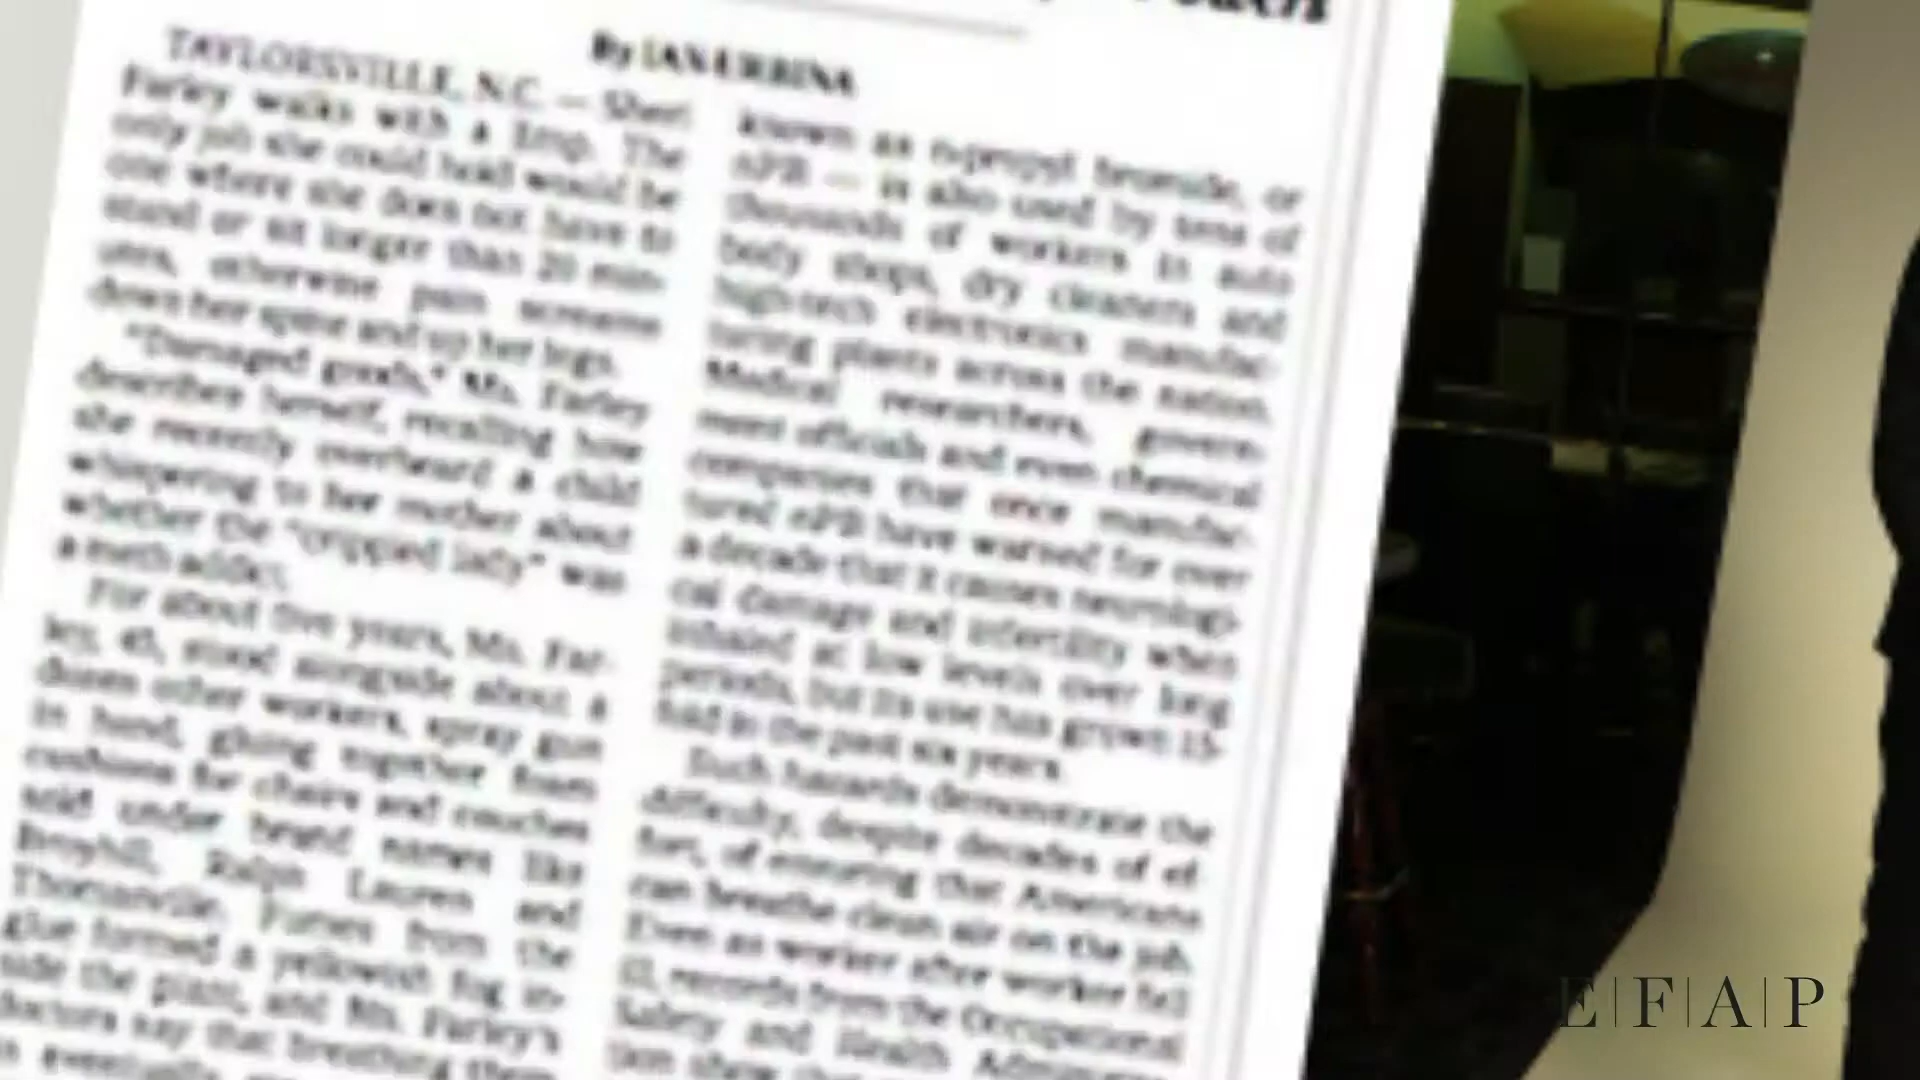 By IAN URBINA
TAYLORSVILLE, N.C. — Sheri
Farley walks with a limp. The
only job she could hold would be
one where she does not have to
stand or sit longer than 20 min-
utes, otherwise pain screams
down her spine and up her legs.
"Damaged goods," Ms. Farley
describes herself, recalling how
she recently overheard a child
whispering to her mother about
whether the "crippled lady" was
a meth addict.
For about five years, Ms. Far-
ley, 45, stood alongside about a
dozen other workers, spray gun
in hand, gluing together foam
cushions for chairs and couches
sold under brand names like
Broyhill, Ralph Lauren and
Thomasville. Fumes from the
glue formed a yellowish fog in-
side the plant, and Ms. Farley's
doctors say that breathing them
eventually
known as n-propyl bromide, or
nPB — is also used by tens of
thousands of workers in auto
body shops, dry cleaners and
high-tech electronics manufac-
turing plants across the nation.
Medical researchers, govern-
ment officials and even chemical
companies that once manufac-
tured nPB have warned for over
a decade that it causes neurologi-
cal damage and infertility when
inhaled at low levels over long
periods, but its use has grown 15-
fold in the past six years.
Such hazards demonstrate the
difficulty, despite decades of ef-
fort, of ensuring that Americans
can breathe clean air on the job.
Even as worker after worker fell
ill, records from the Occupational
Safety and Health Administra-
tion show that
E|F|A|P